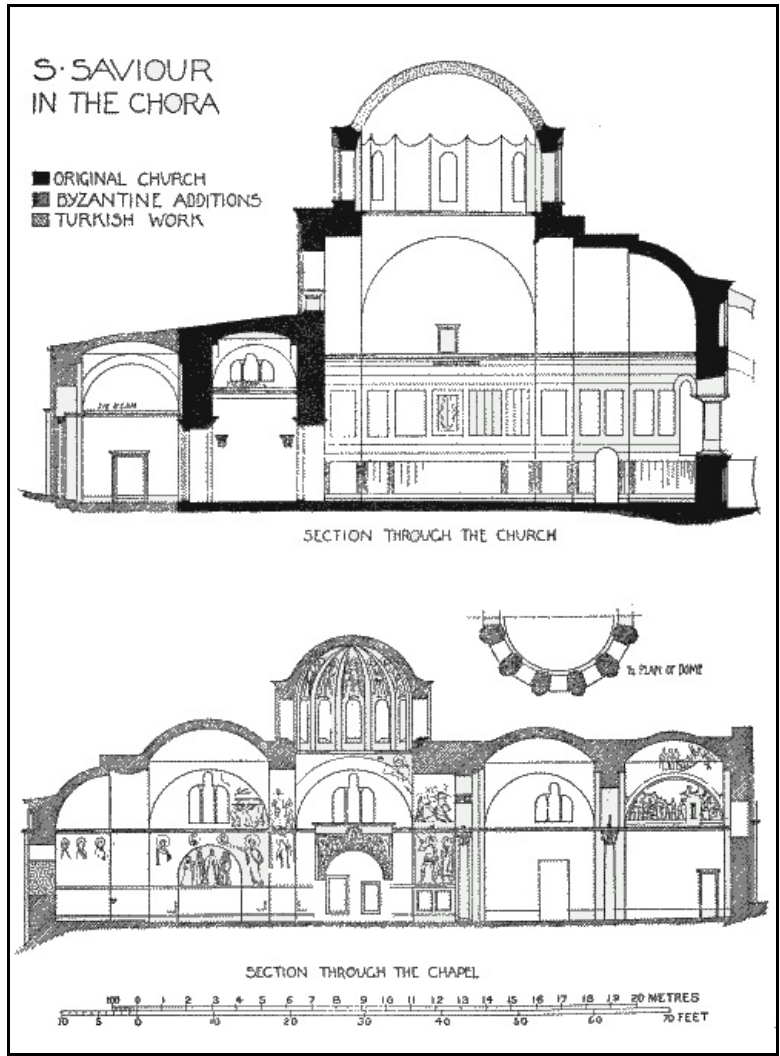 S·SAVIOUR
IN THE CHORA
ORIGINAL CHURCH
BYZANTINE ADDITIONS
TURKISH WORK
SECTION THROUGH THE CHURCH
½ PLAN OF DOME
SECTION THROUGH THE CHAPEL
100 0 1 2 3 4 5 6 7 8 9 10 11 12 13 14 15 16 17 18 19 20 METRES
10 5 0 10 20 30 40 50 60 70 FEET